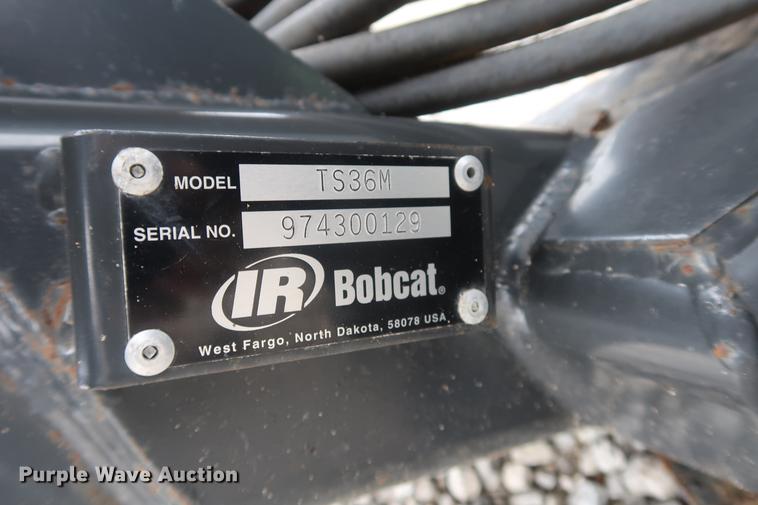 MODEL TS36M
SERIAL NO. 974300129
IR Bobcat®
West Fargo, North Dakota, 58078 USA
Purple Wave Auction